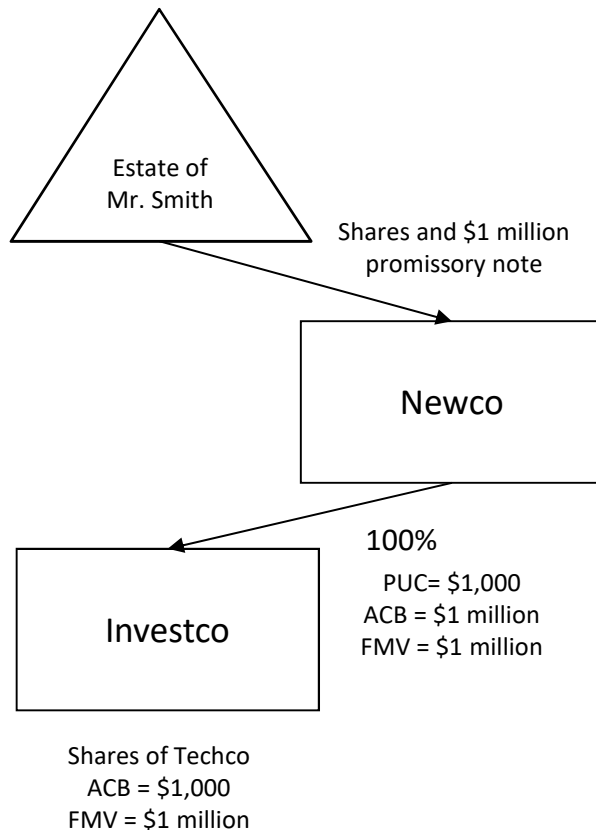 Estate of
Mr. Smith
Shares and $1 million
promissory note
Newco
100%
PUC= $1,000
ACB = $1 million
FMV = $1 million
Investco
Shares of Techco
ACB = $1,000
FMV = $1 million